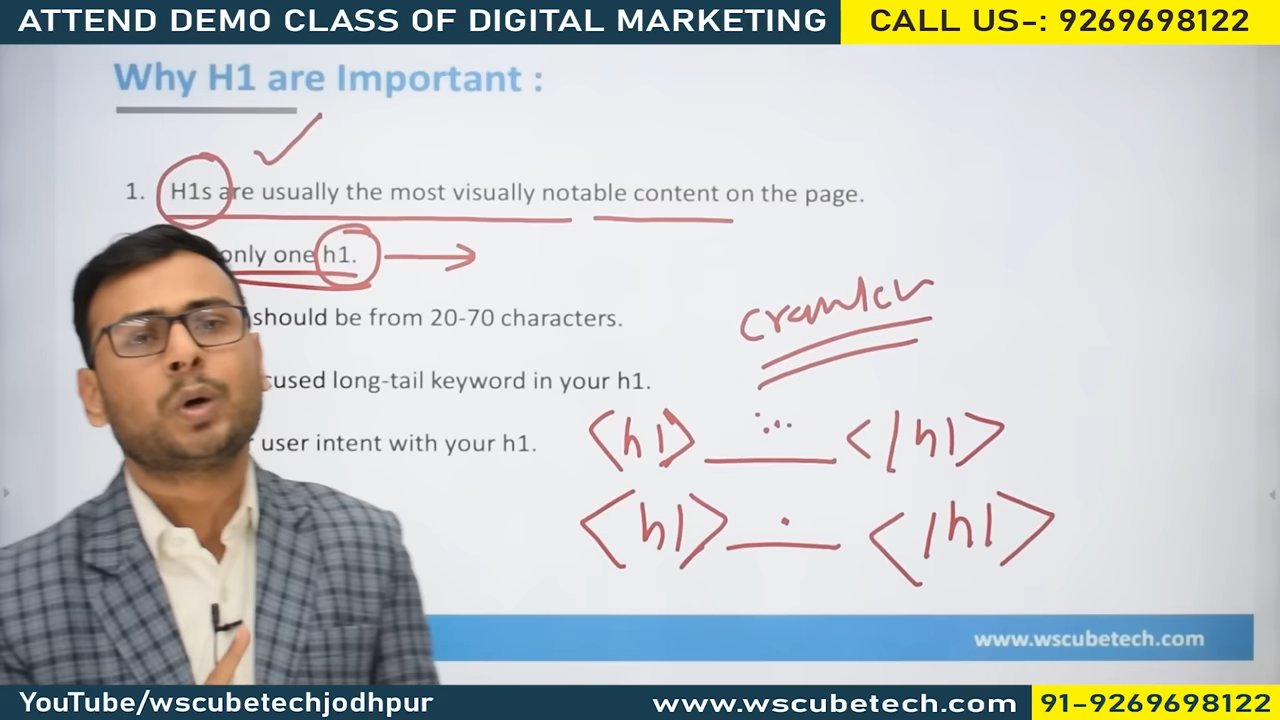 ATTEND DEMO CLASS OF DIGITAL MARKETING
CALL US-: 9269698122
Why H1 are Important :
1. H1s are usually the most visually notable content on the page.
only one h1.
should be from 20-70 characters.
long-tail keyword in your h1.
user intent with your h1.
crawler
<h1> </h1>
<h1> </h1>
www.wscubetech.com
YouTube/wscubetechjodhpur
www.wscubetech.com
91-9269698122